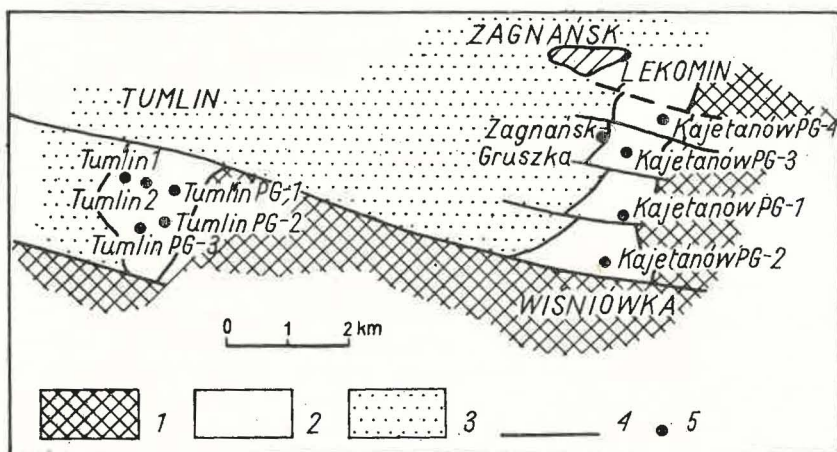 ZAGNAŃSK
LEKOMIN
TUMLIN
Zagnańsk
Gruszka
Kajetanów PG-4
Kajetanów PG-3
Tumlin 1
Tumlin 2
Tumlin PG-1
Tumlin PG-2
Tumlin PG-3
Kajetanów PG-1
Kajetanów PG-2
WIŚNIÓWKA
0 1 2 km
1 2 3 4 5